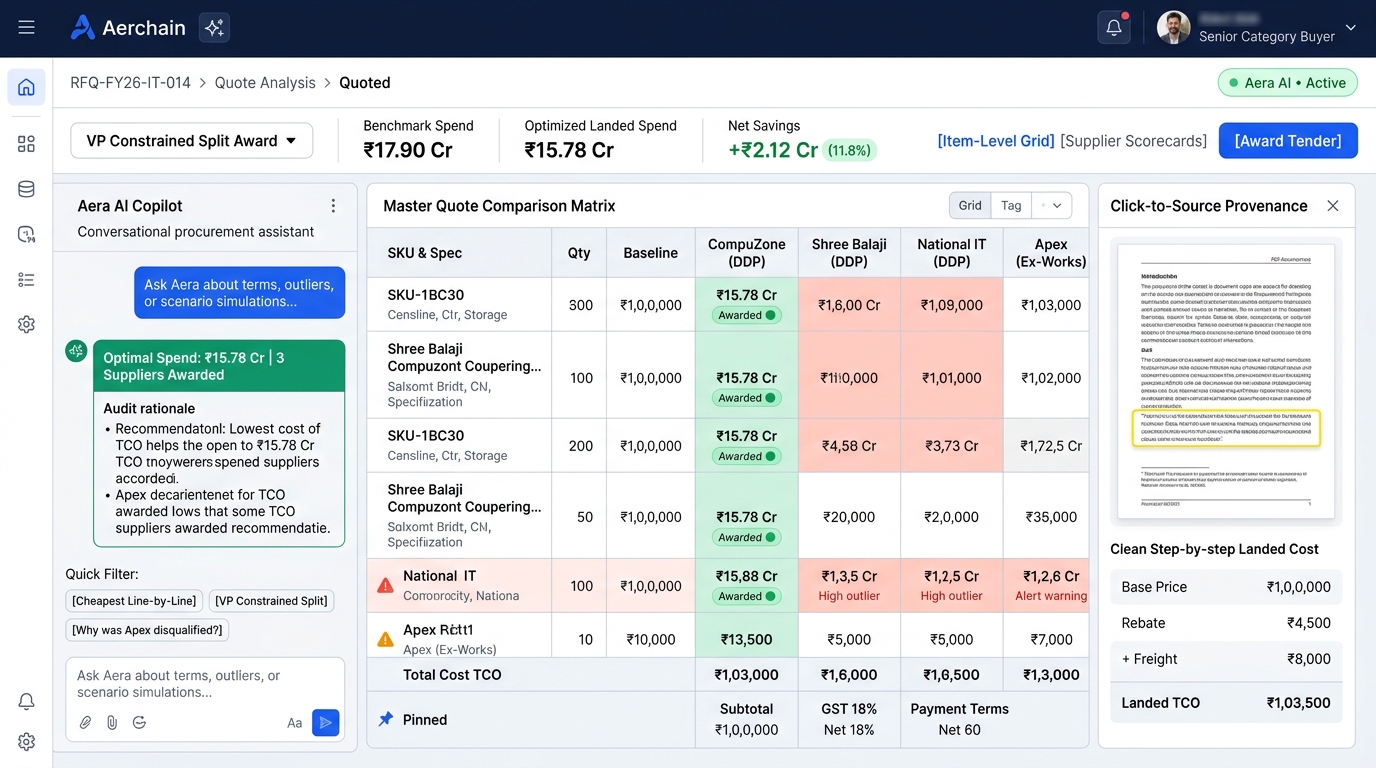 Aerchain
Senior Category Buyer
RFQ-FY26-IT-014 > Quote Analysis > Quoted
Aera AI • Active
VP Constrained Split Award
Benchmark Spend
₹17.90 Cr
Optimized Landed Spend
₹15.78 Cr
Net Savings
+₹2.12 Cr (11.8%)
[Item-Level Grid] [Supplier Scorecards]
[Award Tender]
Aera AI Copilot
Conversational procurement assistant
Ask Aera about terms, outliers,
or scenario simulations...
Optimal Spend: ₹15.78 Cr | 3
Suppliers Awarded
Audit rationale
• Recommendatonl: Lowest cost of
TCO helps the open to ₹15.78 Cr
TCO tnoywersspened suppliers
accordedi.
• Apex decarientenet for TCO
awarded lows that some TCO
suppliers awarded recommendatie.
Quick Filter:
[Cheapest Line-by-Line] [VP Constrained Split]
[Why was Apex disqualified?]
Ask Aera about terms, outliers, or
scenario simulations...
Aa
Master Quote Comparison Matrix
Grid Tag
SKU & Spec Qty Baseline CompuZone (DDP) Shree Balaji (DDP) National IT (DDP) Apex (Ex-Works)
SKU-1BC30 300 ₹1,0,0,000 ₹15.78 Cr ₹1,6,00 Cr ₹1,09,000 ₹1,03,000
Censline, Ctr, Storage Awarded
Shree Balaji
Compuzont Coupering... 100 ₹1,0,0,000 ₹15.78 Cr ₹1,01,000 ₹1,02,000
Salxomt Bridt, CN, Awarded
Specifiization
SKU-1BC30 200 ₹1,0,0,000 ₹15.78 Cr ₹4,58 Cr ₹3,73 Cr ₹1,72,5 Cr
Censline, Ctr, Storage Awarded
Shree Balaji
Compuzont Coupering... 50 ₹1,0,0,000 ₹15.78 Cr ₹20,000 ₹2,0,000 ₹35,000
Salxomt Bridt, CN, Awarded
Specifiization
National IT 100 ₹1,0,0,000 ₹15,88 Cr ₹1,3,5 Cr ₹1,2,5 Cr ₹1,2,6 Cr
Comorocity, Nationa Awarded High outlier High outlier Alert warning
Apex 10 ₹10,000 ₹13,500 ₹5,000 ₹5,000 ₹7,000
Apex (Ex-Works)
Total Cost TCO ₹1,03,000 ₹1,6,000 ₹1,6,500 ₹1,3,000
Pinned Subtotal GST 18% Payment Terms
₹1,0,0,000 Net 18% Net 60
Click-to-Source Provenance
Clean Step-by-step Landed Cost
Base Price ₹1,0,0,000
Rebate ₹4,500
+ Freight ₹8,000
Landed TCO ₹1,03,500